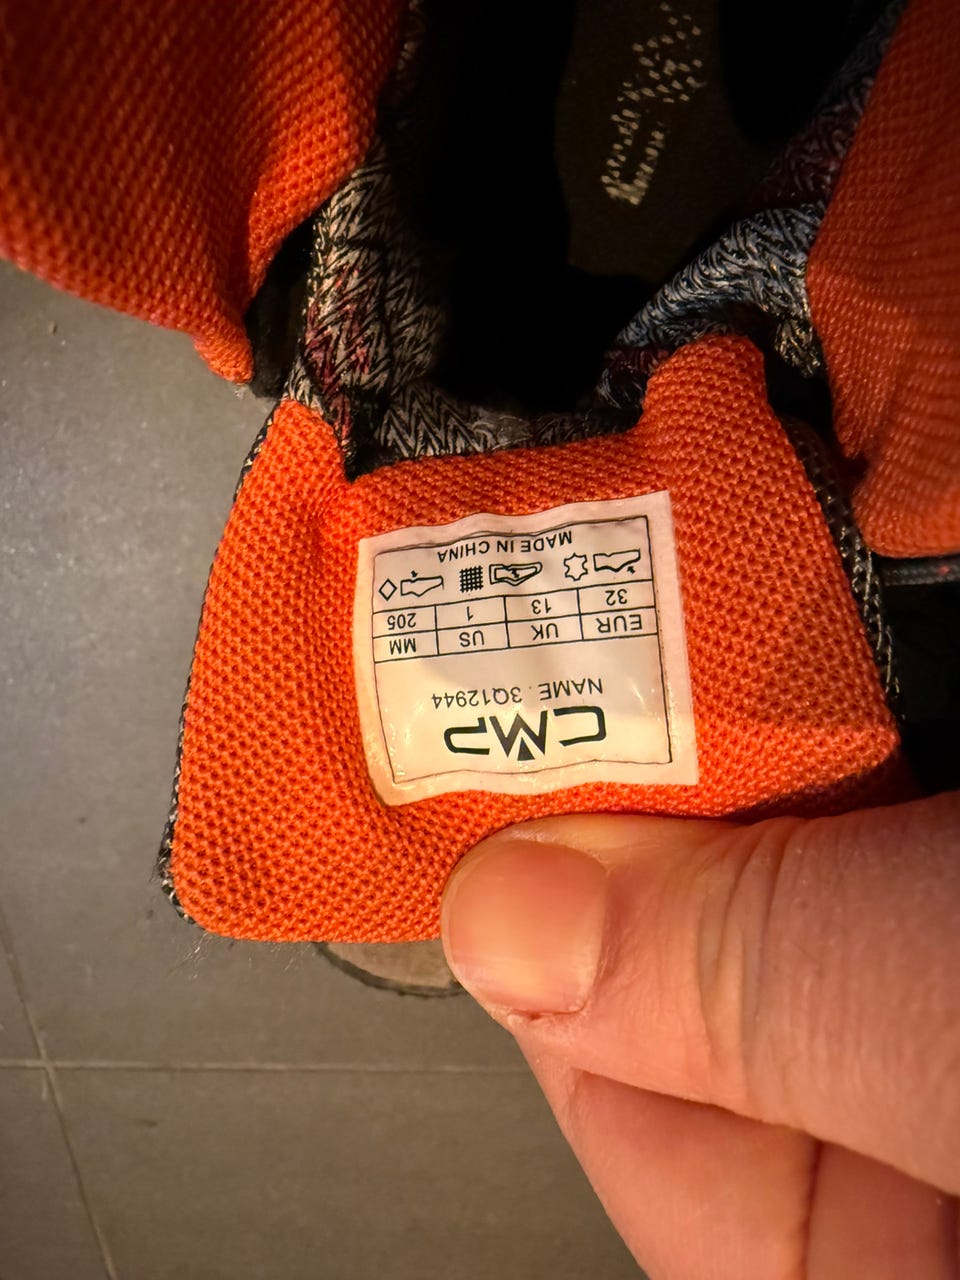 CMP
NAME: 3Q12944
EUR UK US MM
32 13 1 205
MADE IN CHINA